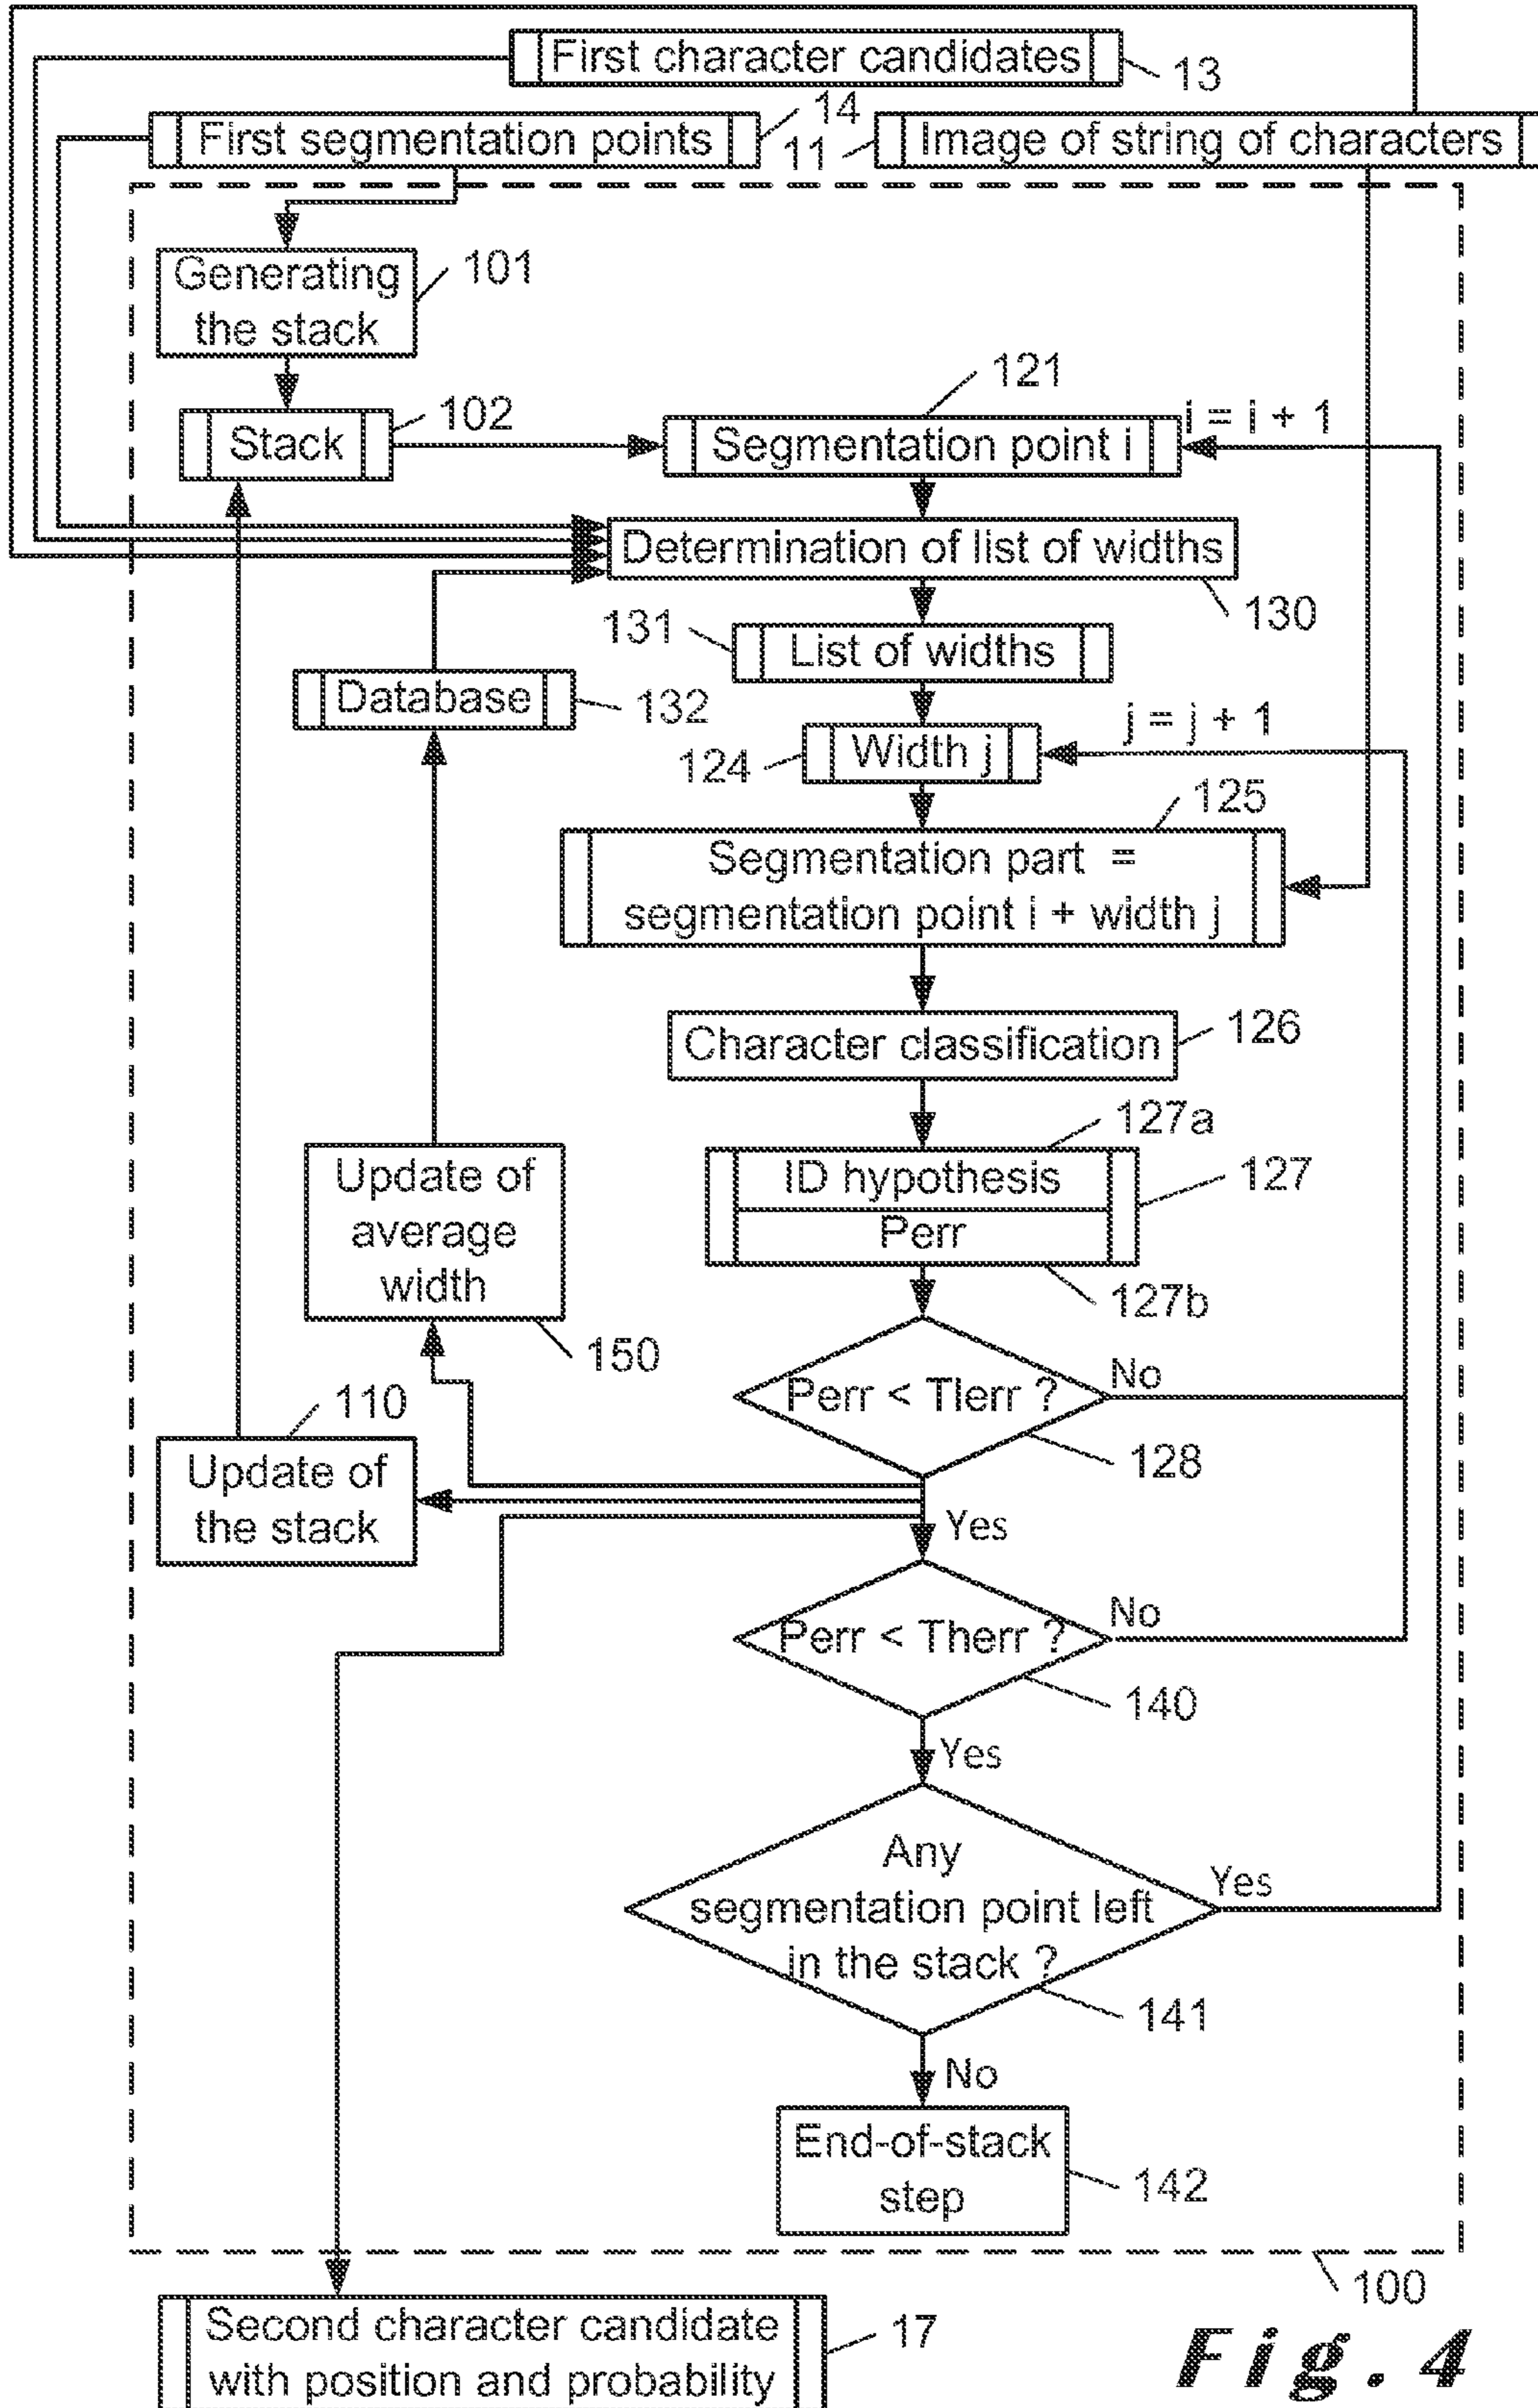 First character candidates
13
First segmentation points
14
11
Image of string of characters
Generating
the stack
101
Stack
102
121
Segmentation point i
i = i + 1
Determination of list of widths
130
131
List of widths
Database
132
124
Width j
j = j + 1
125
Segmentation part =
segmentation point i + width j
Character classification
126
127a
ID hypothesis
127
Perr
127b
Update of
average
width
150
Perr < Tlerr ?
No
128
110
Update of
the stack
Yes
Perr < Therr ?
No
140
Yes
Any
segmentation point left
in the stack ?
Yes
141
No
End-of-stack
step
142
100
Second character candidate
with position and probability
17
Fig. 4